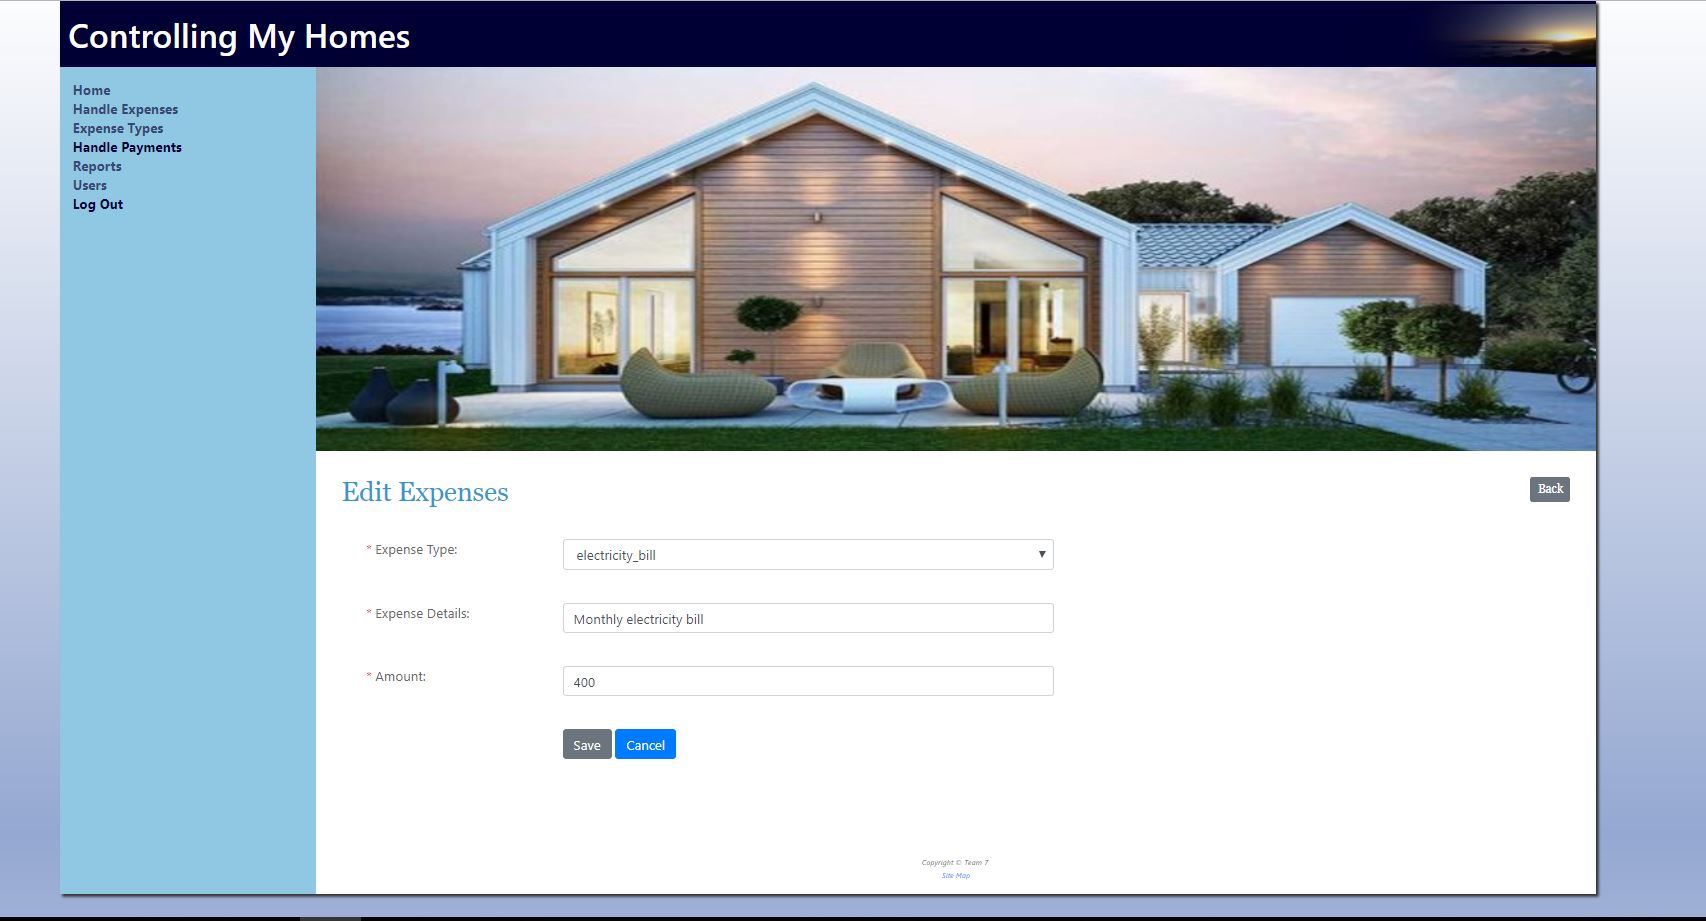 Controlling My Homes
Home
Handle Expenses
Expense Types
Handle Payments
Reports
Users
Log Out
Edit Expenses
Back
* Expense Type:
electricity_bill
* Expense Details:
Monthly electricity bill
* Amount:
400
Save Cancel
Copyright © Team 7
Site Map